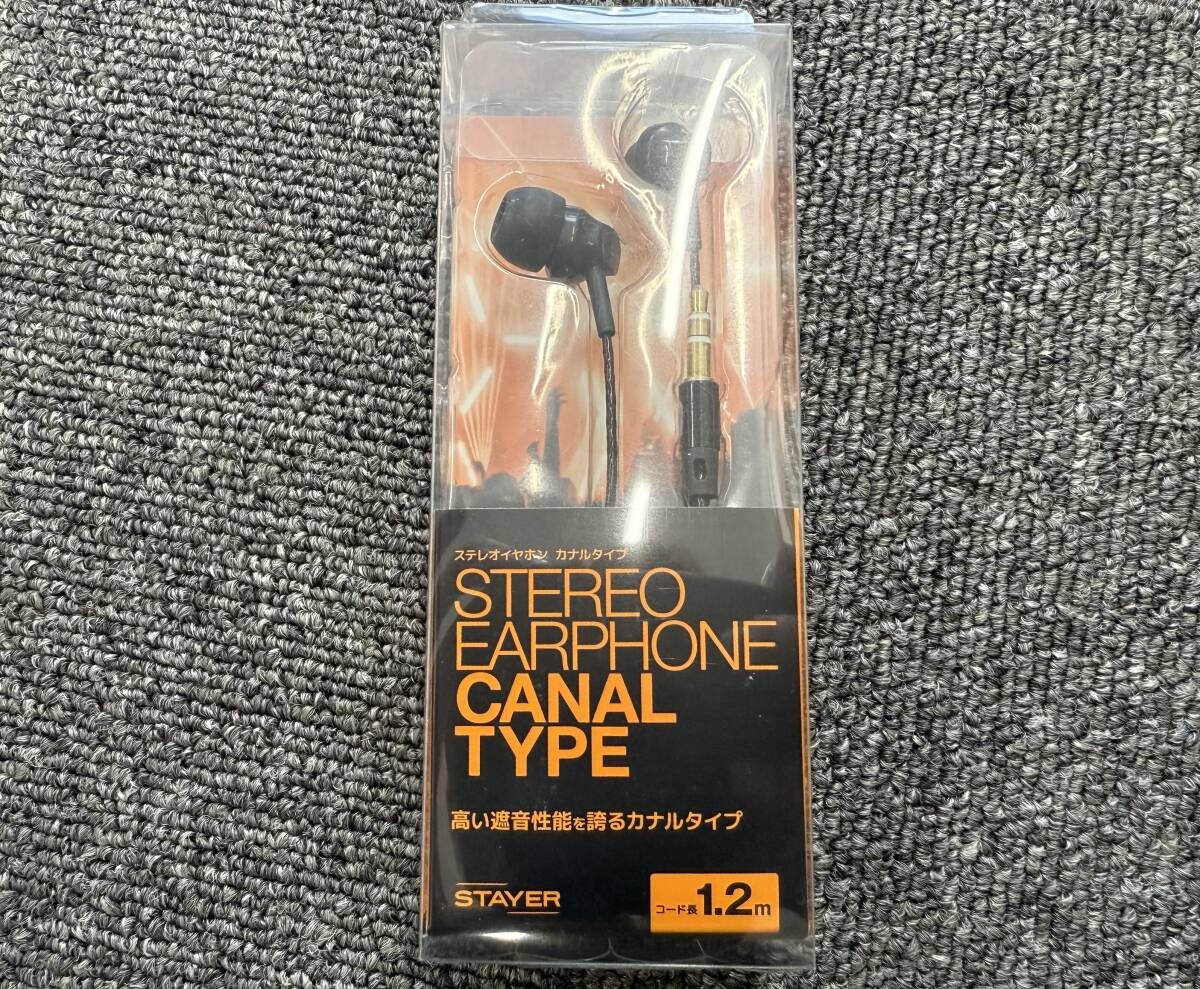 ステレオイヤホン カナルタイプ
STEREO
EARPHONE
CANAL
TYPE
高い遮音性能を誇るカナルタイプ
STAYER
コード長1.2m